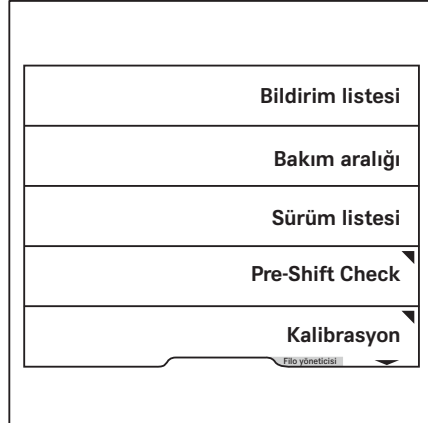 Bildirim listesi
Bakım aralığı
Sürüm listesi
Pre-Shift Check
Kalibrasyon
Filo yöneticisi